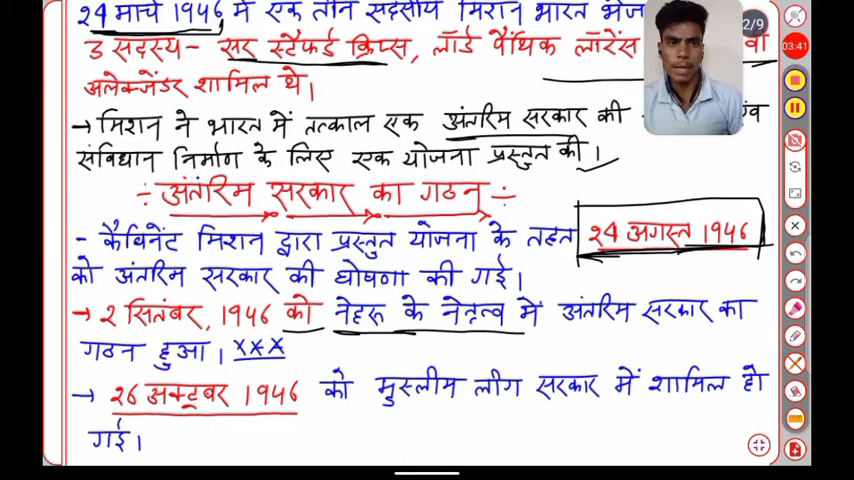 24 मार्च 1946 में एक तीन सदस्यीय मिशन भारत भेज
3 सदस्य- सर स्टैफर्ड क्रिप्स, लॉर्ड पैथिक लॉरेंस वी
अलेक्जेंडर शामिल थे।
→ मिशन ने भारत में तत्काल एक अंतरिम सरकार की
संविधान निर्माण के लिए एक योजना प्रस्तुत की।
÷ अंतरिम सरकार का गठन ÷
- कैबिनेट मिशन द्वारा प्रस्तुत योजना के तहत 24 अगस्त 1946
को अंतरिम सरकार की घोषणा की गई।
→ 2 सितंबर, 1946 को नेहरू के नेतृत्व में अंतरिम सरकार का
गठन हुआ। xxx
→ 26 अक्टूबर 1946 को मुस्लीम लीग सरकार में शामिल हो
गई।
2/9
03:41